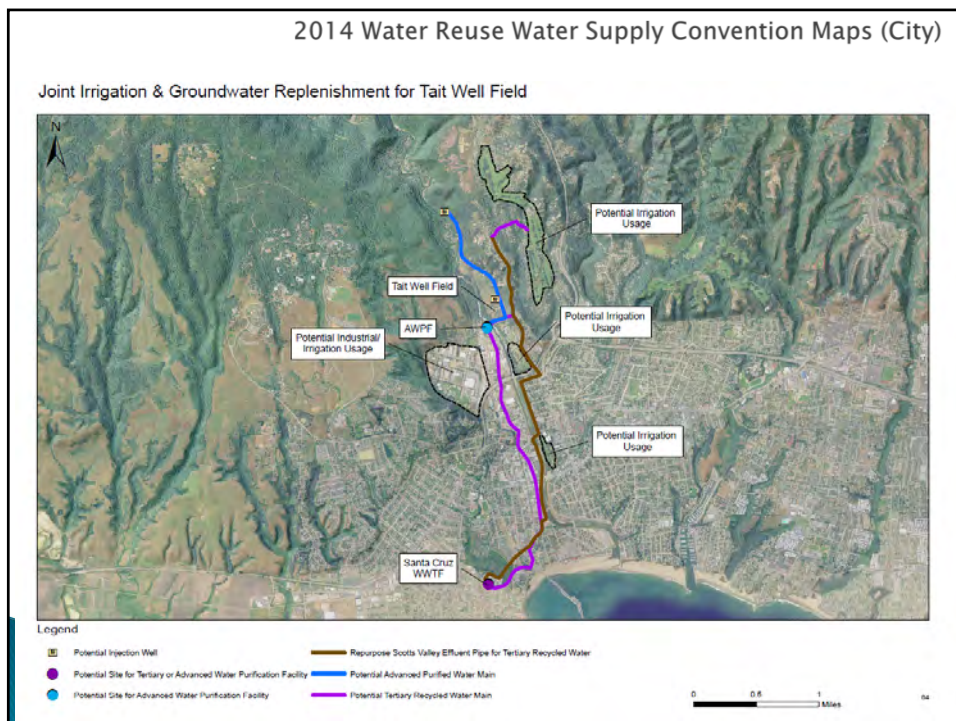 2014 Water Reuse Water Supply Convention Maps (City)
Joint Irrigation & Groundwater Replenishment for Tait Well Field
N
Potential Irrigation
Usage
Tait Well Field
AWPF
Potential Irrigation
Usage
Potential Industrial/
Irrigation Usage
Potential Irrigation
Usage
Santa Cruz
WWTF
Legend
Potential Injection Well
Repurpose Scotts Valley Effluent Pipe for Tertiary Recycled Water
Potential Site for Tertiary or Advanced Water Purification Facility
Potential Advanced Purified Water Main
Potential Site for Advanced Water Purification Facility
Potential Tertiary Recycled Water Main
0 0.5 1
Miles
64